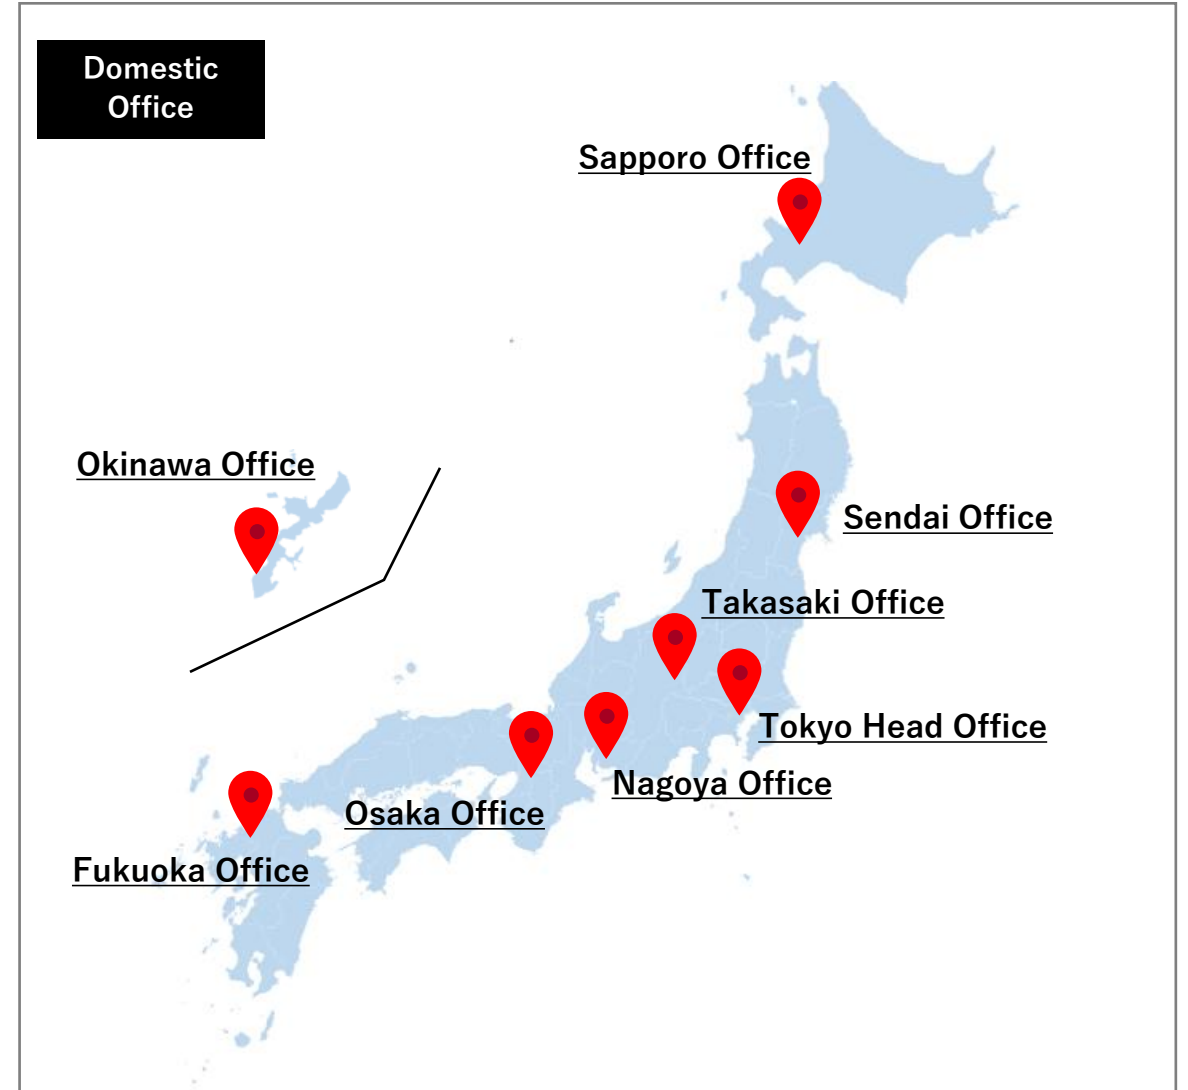 Domestic
Office
Sapporo Office
Okinawa Office
Sendai Office
Takasaki Office
Tokyo Head Office
Nagoya Office
Osaka Office
Fukuoka Office